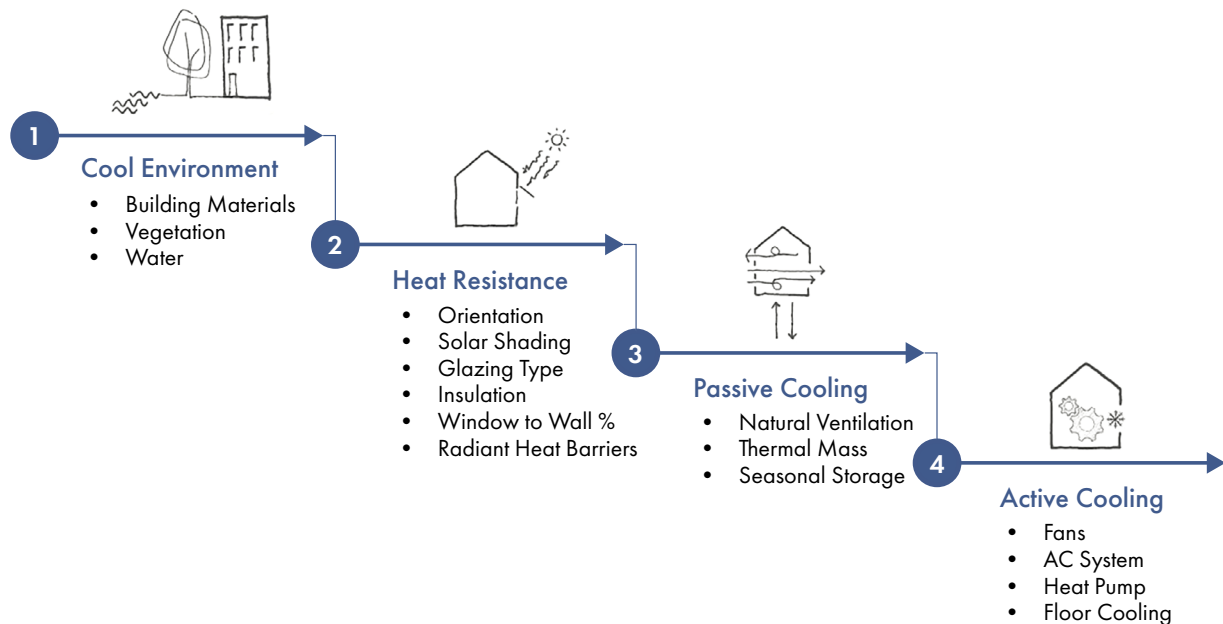 1
Cool Environment
• Building Materials
• Vegetation
• Water
2
Heat Resistance
• Orientation
• Solar Shading
• Glazing Type
• Insulation
• Window to Wall %
• Radiant Heat Barriers
3
Passive Cooling
• Natural Ventilation
• Thermal Mass
• Seasonal Storage
4
Active Cooling
• Fans
• AC System
• Heat Pump
• Floor Cooling